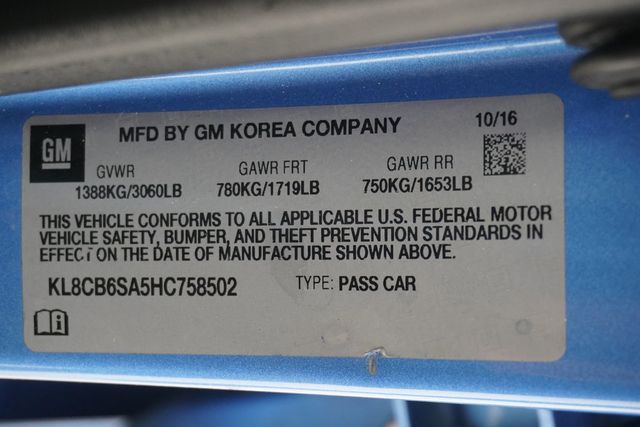 MFD BY GM KOREA COMPANY 10/16
GM
GVWR GAWR FRT GAWR RR
1388KG/3060LB 780KG/1719LB 750KG/1653LB
THIS VEHICLE CONFORMS TO ALL APPLICABLE U.S. FEDERAL MOTOR
VEHICLE SAFETY, BUMPER, AND THEFT PREVENTION STANDARDS IN
EFFECT ON THE DATE OF MANUFACTURE SHOWN ABOVE.
KL8CB6SA5HC758502 TYPE: PASS CAR